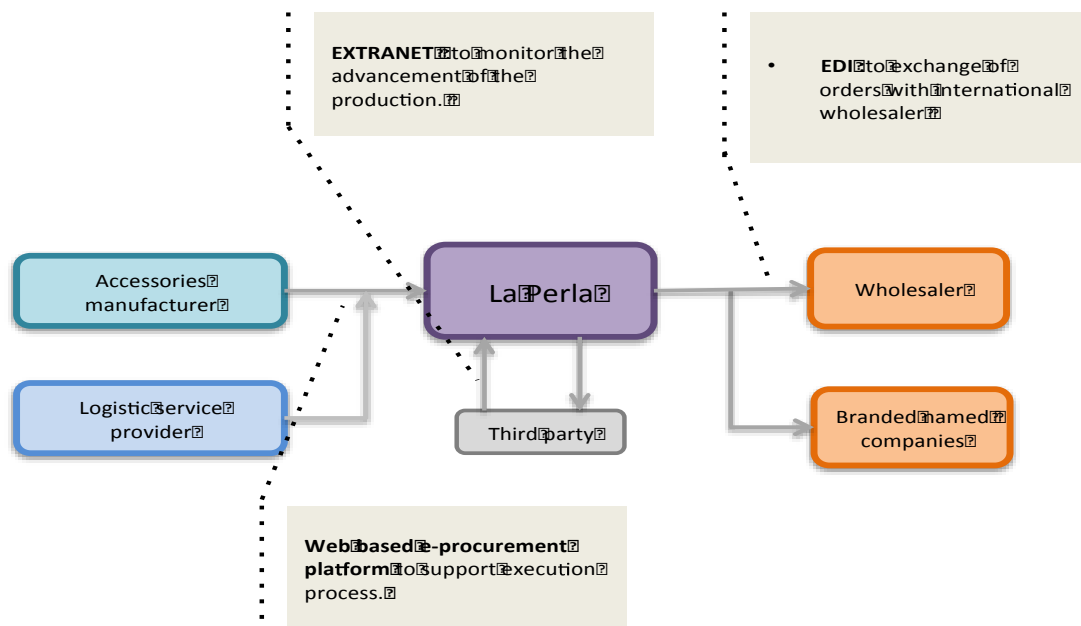 EXTRANET to monitor the
advancement of the
production.
• EDI to exchange of
orders with international
wholesaler
Accessories
manufacturer
La Perla
Wholesaler
Logistic service
provider
Third party
Branded named
companies
Web based e-procurement
platform to support execution
process.